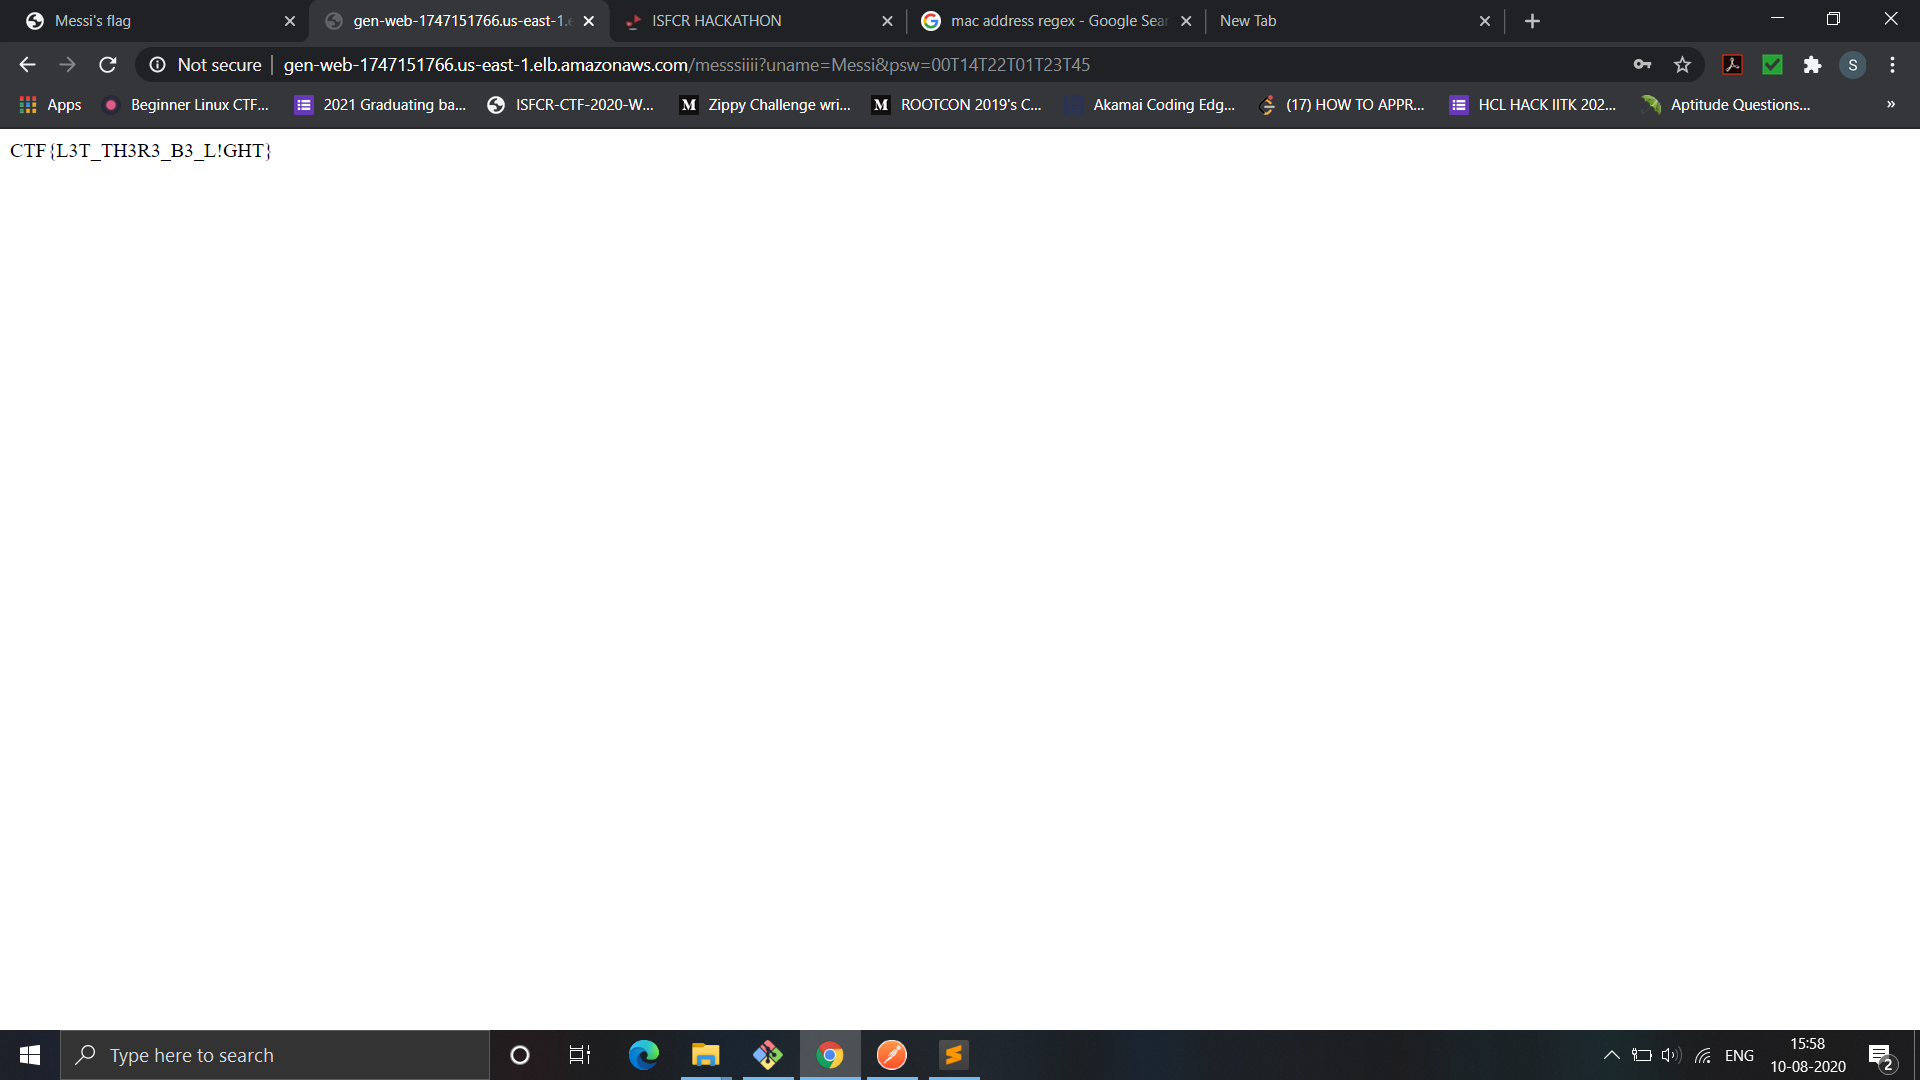 Messi's flag
gen-web-1747151766.us-east-1.e
ISFCR HACKATHON
mac address regex - Google Sear
New Tab
Not secure | gen-web-1747151766.us-east-1.elb.amazonaws.com/messsiiii?uname=Messi&psw=00T14T22T01T23T45
S
Apps
Beginner Linux CTF...
2021 Graduating ba...
ISFCR-CTF-2020-W...
M Zippy Challenge wri...
M ROOTCON 2019's C...
Akamai Coding Edg...
(17) HOW TO APPR...
HCL HACK IITK 202...
Aptitude Questions...
»
CTF{L3T_TH3R3_B3_L!GHT}
Type here to search
ENG
15:58
10-08-2020
2